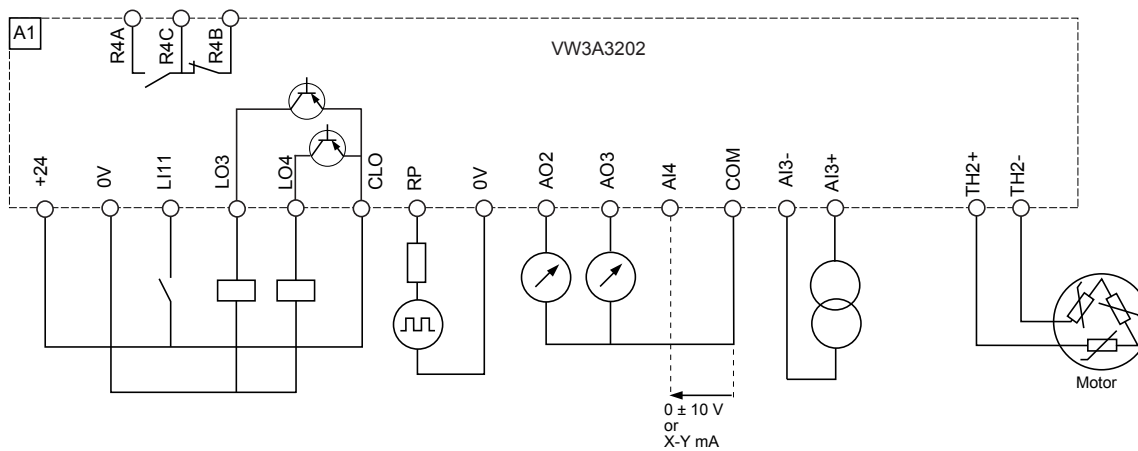 A1
R4A
R4C
R4B
VW3A3202
+24
0V
LI11
LO3
LO4
CLO
RP
0V
AO2
AO3
AI4
COM
AI3-
AI3+
TH2+
TH2-
0 ± 10 V
or
X-Y mA
Motor